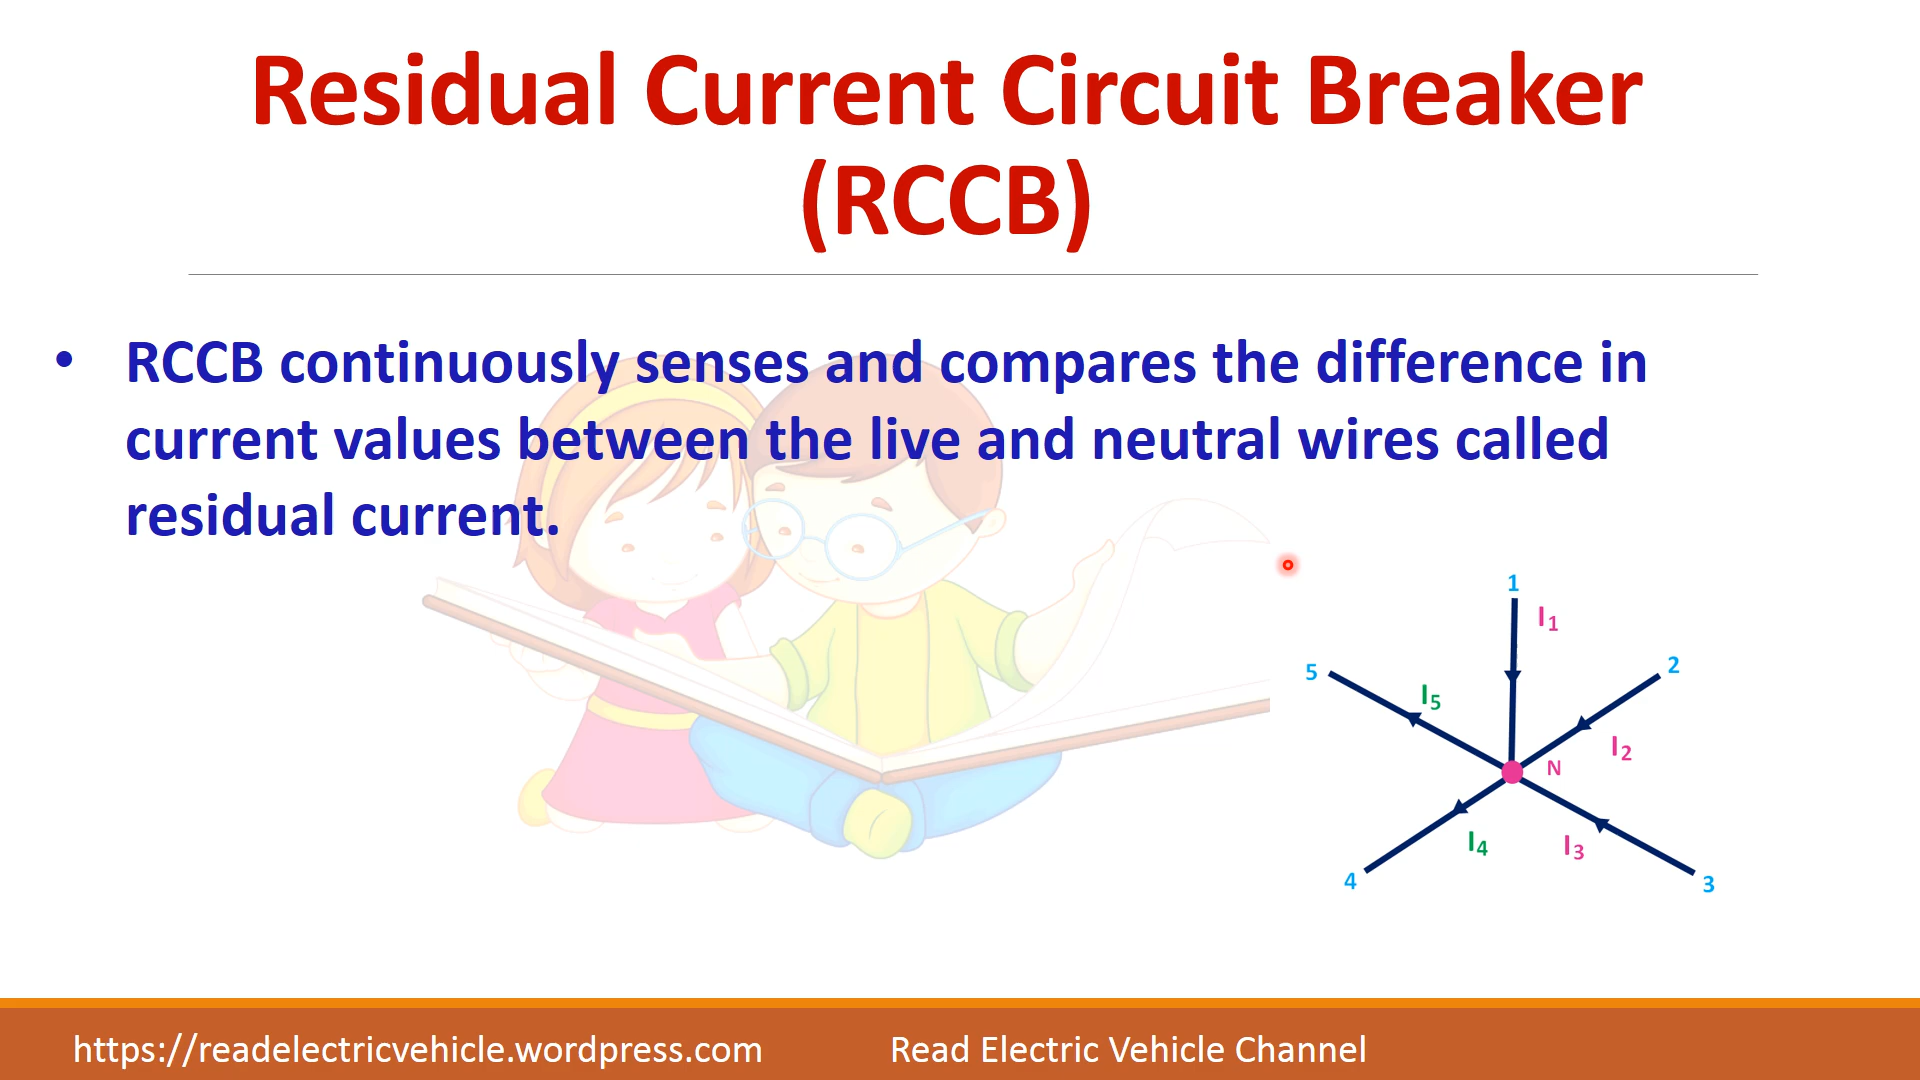 Residual Current Circuit Breaker
(RCCB)
• RCCB continuously senses and compares the difference in
current values between the live and neutral wires called
residual current.
1
I1
2
5
I5
I2
N
I4
I3
4
3
https://readelectricvehicle.wordpress.com
Read Electric Vehicle Channel